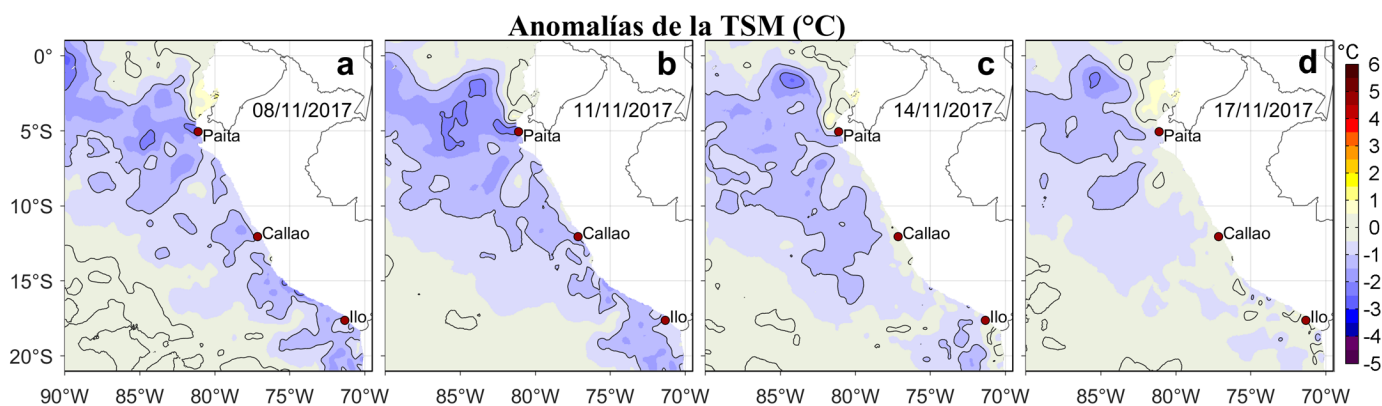 Anomalías de la TSM (°C)
a b c d
08/11/2017 11/11/2017 14/11/2017 17/11/2017
Paita Paita Paita Paita
Callao Callao Callao Callao
Ilo Ilo Ilo Ilo
0°
5°S
10°S
15°S
20°S
90°W 85°W 80°W 75°W 70°W 85°W 80°W 75°W 70°W 85°W 80°W 75°W 70°W 85°W 80°W 75°W 70°W
°C
6
5
4
3
2
1
0
-1
-2
-3
-4
-5